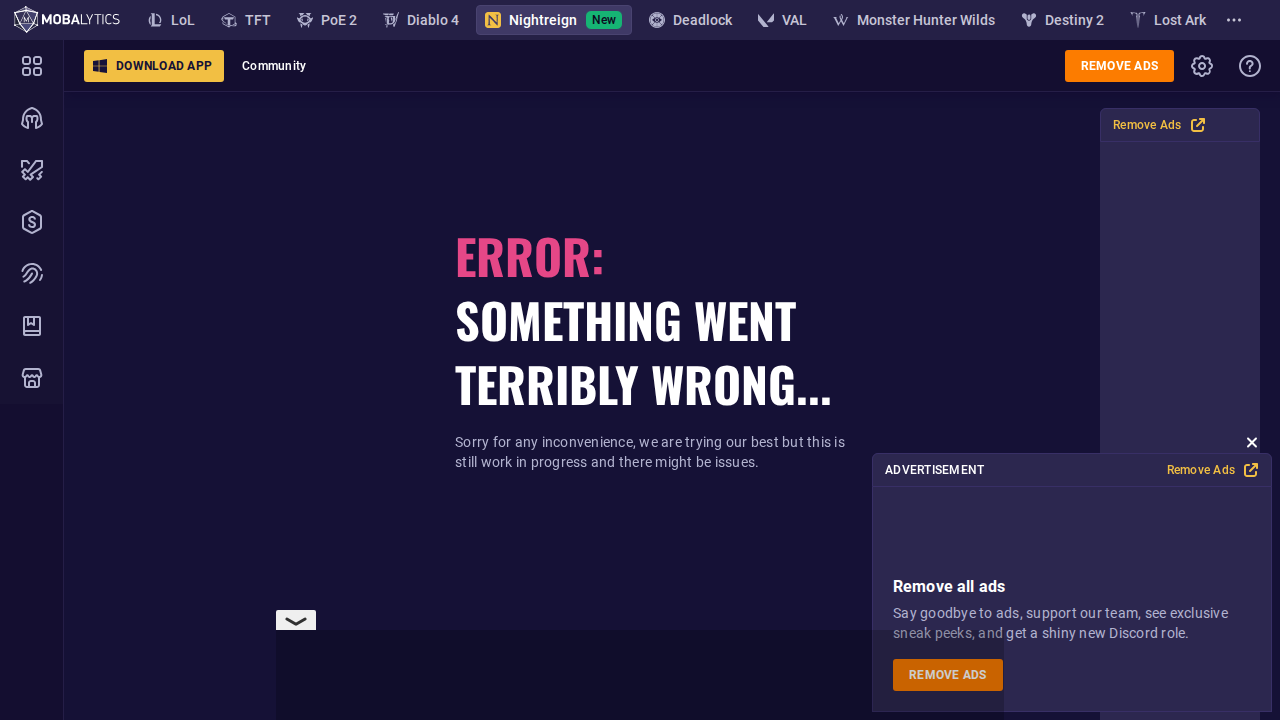 MOBALYTICS
LoL
TFT
PoE 2
Diablo 4
Nightreign
New
Deadlock
VAL
Monster Hunter Wilds
Destiny 2
Lost Ark
DOWNLOAD APP
Community
REMOVE ADS
Remove Ads
ERROR:
SOMETHING WENT
TERRIBLY WRONG...
Sorry for any inconvenience, we are trying our best but this is
still work in progress and there might be issues.
ADVERTISEMENT
Remove Ads
Remove all ads
Say goodbye to ads, support our team, see exclusive
sneak peeks, and get a shiny new Discord role.
REMOVE ADS